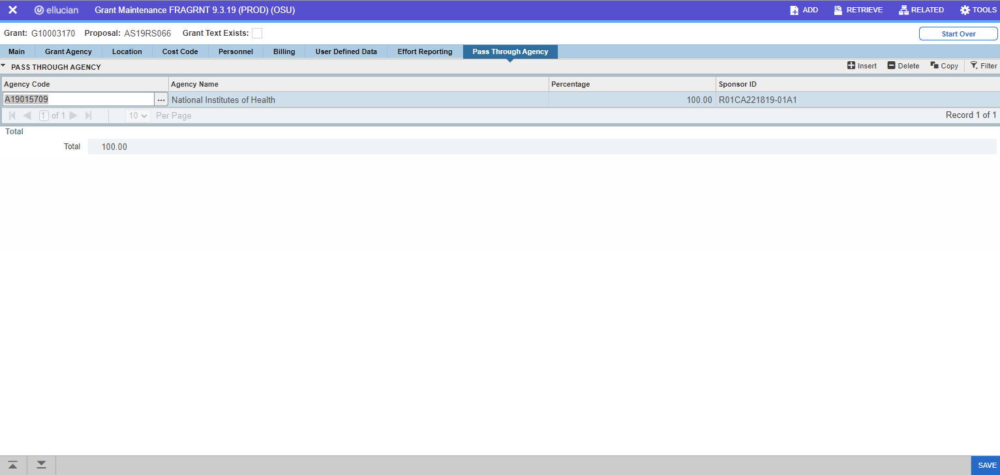 ellucian Grant Maintenance FRAGRNT 9.3.19 (PROD) (OSU) ADD RETRIEVE RELATED TOOLS
Grant: G10003170 Proposal: AS19RS066 Grant Text Exists: Start Over
Main Grant Agency Location Cost Code Personnel Billing User Defined Data Effort Reporting Pass Through Agency
PASS THROUGH AGENCY Insert Delete Copy Filter
Agency Code Agency Name Percentage Sponsor ID
A19015709 ... National Institutes of Health 100.00 R01CA221819-01A1
1 of 1 10 Per Page Record 1 of 1
Total
Total 100.00
SAVE